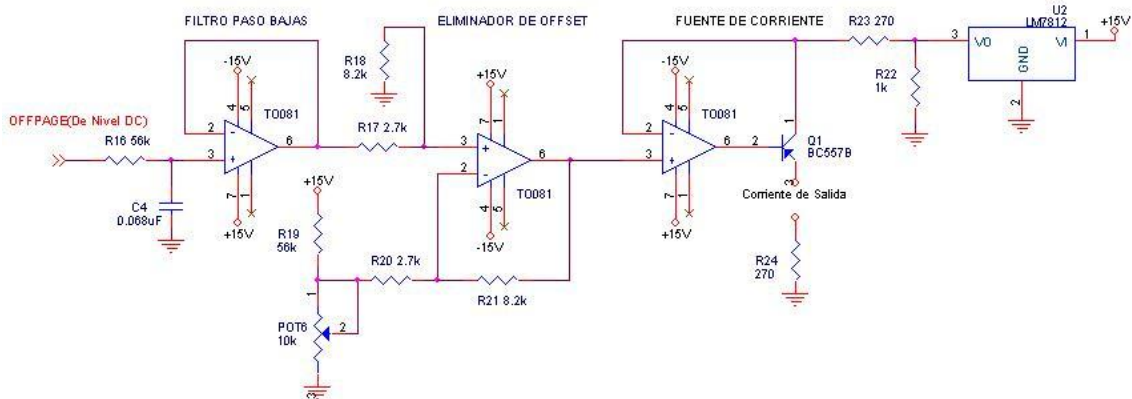 FILTRO PASO BAJAS
ELIMINADOR DE OFFSET
FUENTE DE CORRIENTE
U2
LM7812
+15V
R23 270
3
VO
VI
1
GND
2
R22
1k
R18
8.2k
-15V
4
5
TO081
2
-
6
3
+
7
1
+15V
OFFPAGE(De Nivel DC)
R16 56k
C4
0.068uF
R17 2.7k
+15V
7
1
3
+
6
2
-
TO081
4
5
-15V
-15V
4
5
TO081
2
-
6
3
+
7
1
+15V
1
2
Q1
BC557B
3
Corriente de Salida
R24
270
+15V
R19
56k
R20 2.7k
R21 8.2k
1
POT6
10k
2
3